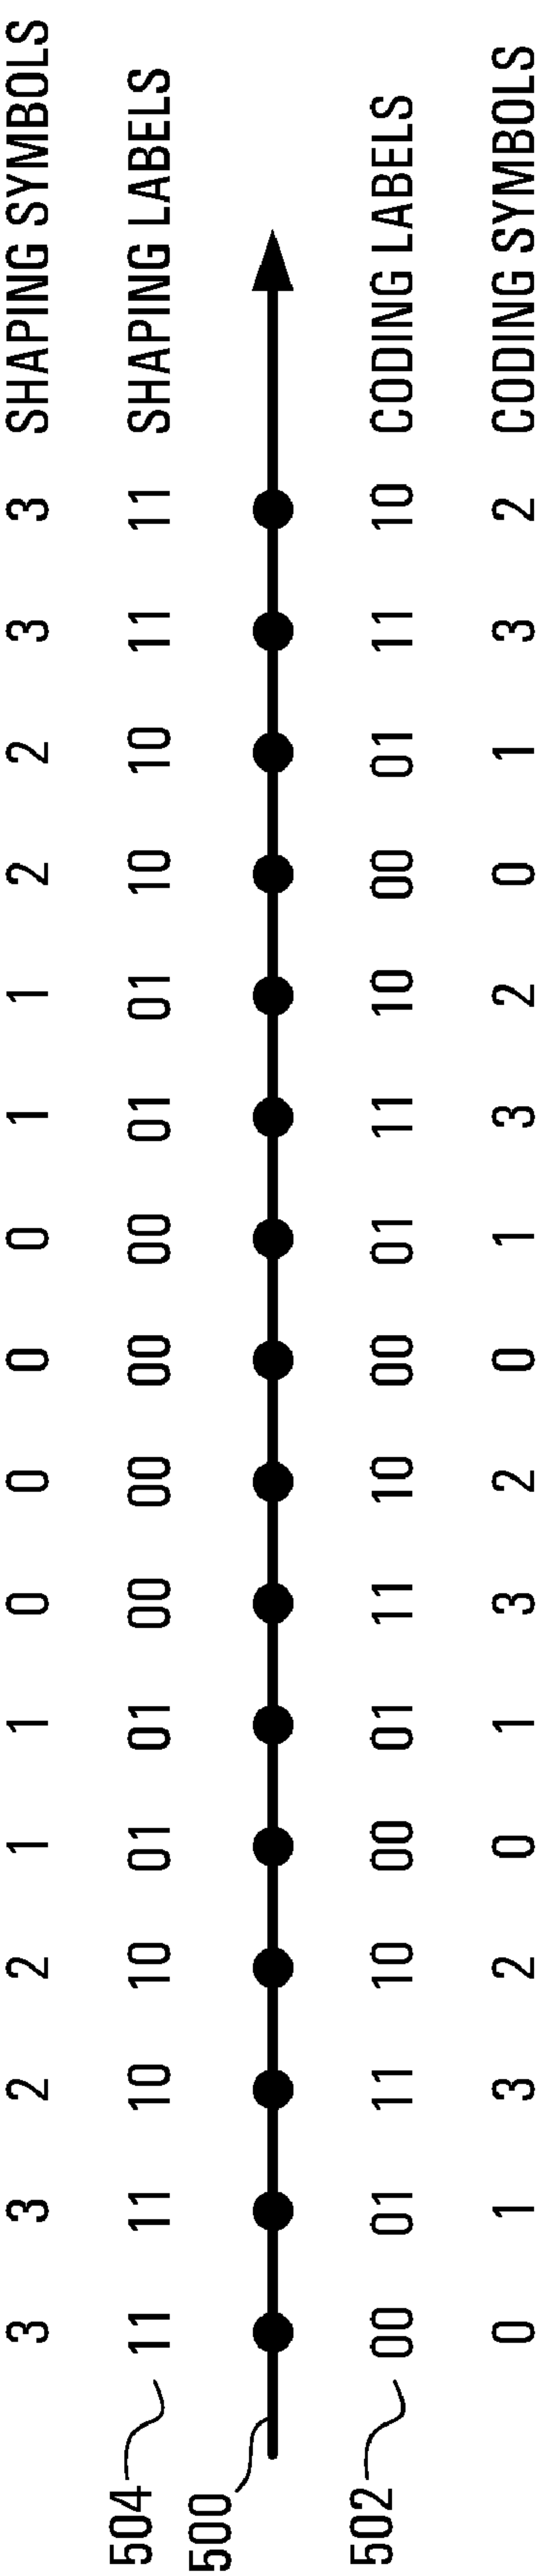 3 3 2 2 1 1 0 0 0 0 1 1 2 2 3 3 SHAPING SYMBOLS
504 11 11 10 10 01 01 00 00 00 00 01 01 10 10 11 11 SHAPING LABELS
500
502 00 01 11 10 00 01 11 10 00 01 11 10 00 01 11 10 CODING LABELS
0 1 3 2 0 1 3 2 0 1 3 2 0 1 3 2 CODING SYMBOLS